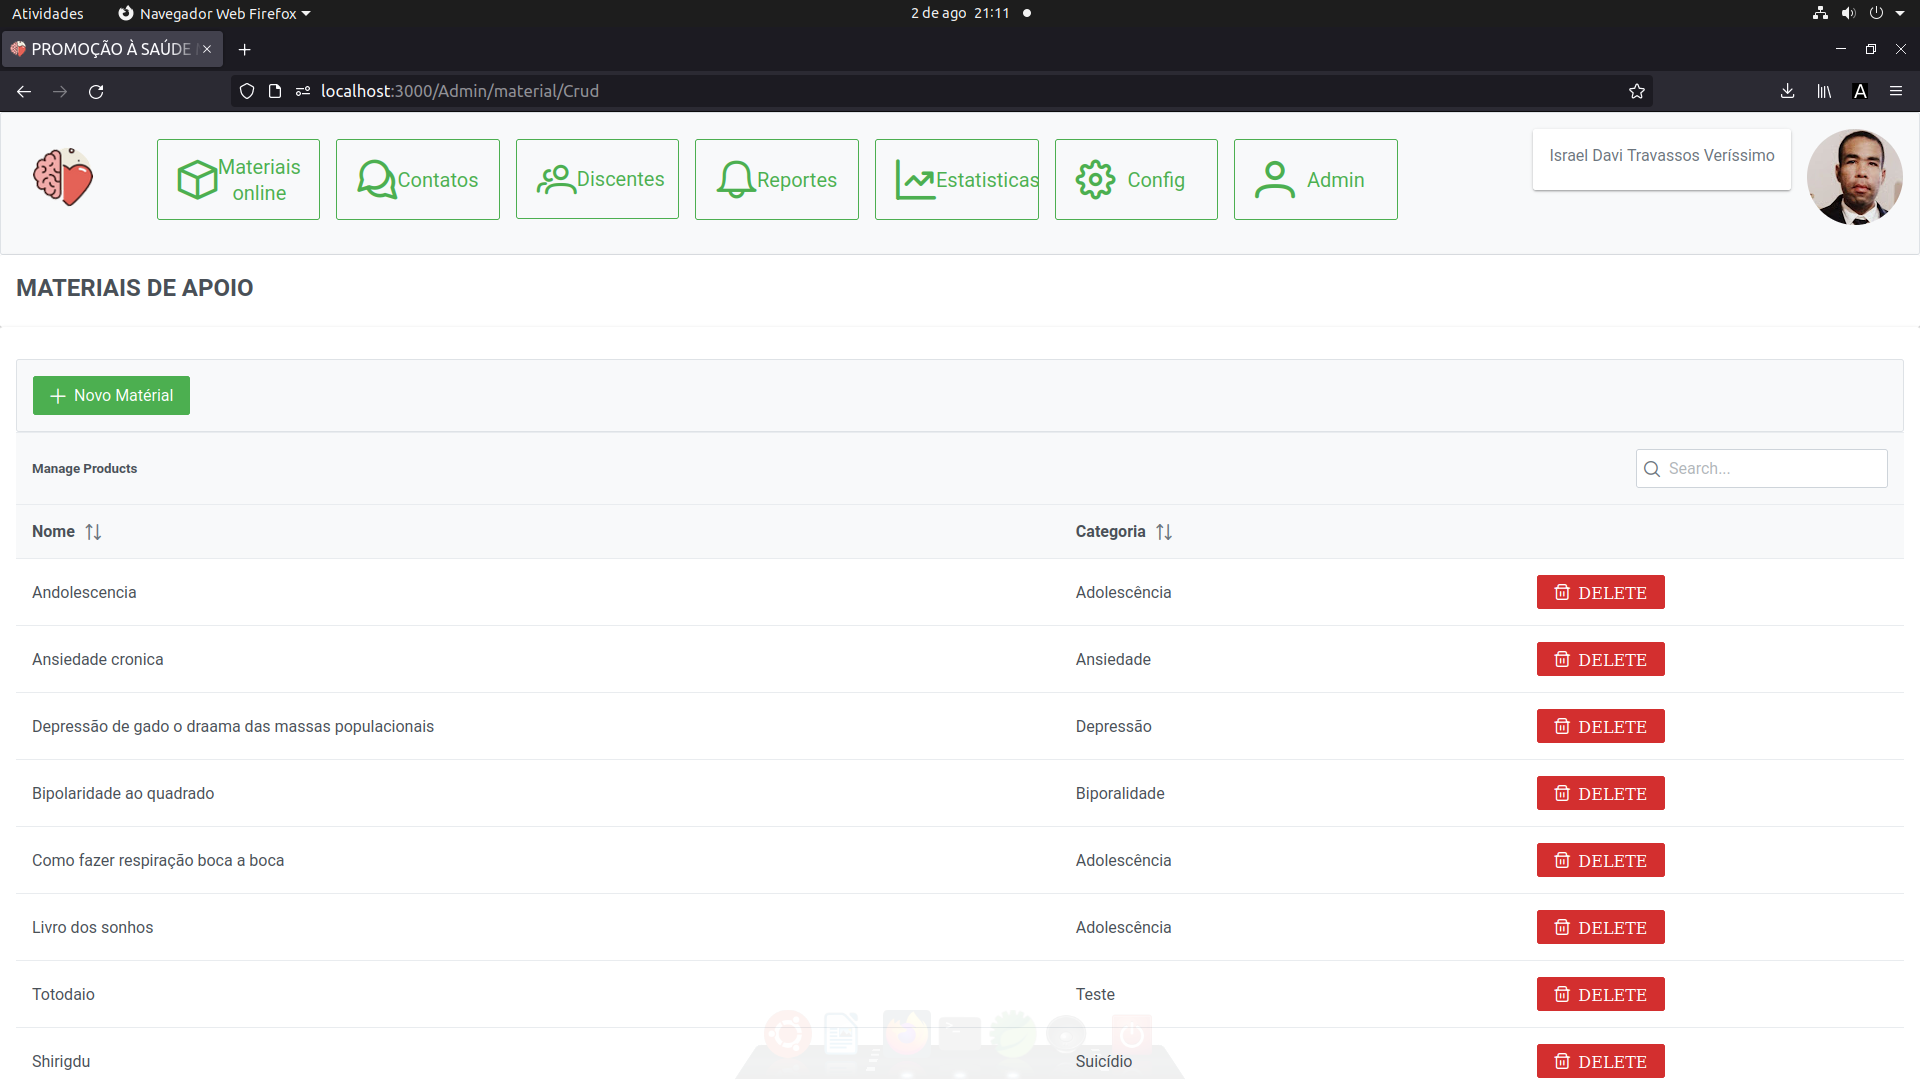 Atividades Navegador Web Firefox 2 de ago 21:11
PROMOÇÃO À SAÚDE
localhost:3000/Admin/material/Crud
Materiais online
Contatos
Discentes
Reportes
Estatisticas
Config
Admin
Israel Davi Travassos Veríssimo
MATERIAIS DE APOIO
Novo Matérial
Manage Products
Search...
Nome Categoria
Andolescencia Adolescência DELETE
Ansiedade cronica Ansiedade DELETE
Depressão de gado o draama das massas populacionais Depressão DELETE
Bipolaridade ao quadrado Biporalidade DELETE
Como fazer respiração boca a boca Adolescência DELETE
Livro dos sonhos Adolescência DELETE
Totodaio Teste DELETE
Shirigdu Suicídio DELETE